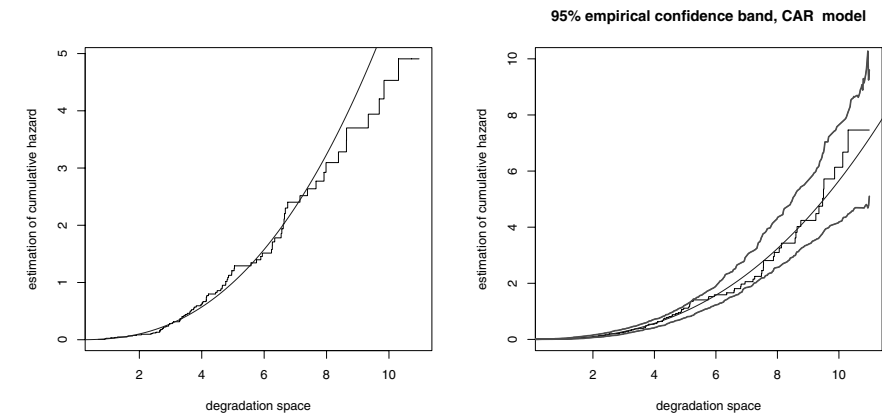 95% empirical confidence band, CAR model
estimation of cumulative hazard
0 1 2 3 4 5
2 4 6 8 10
degradation space
estimation of cumulative hazard
0 2 4 6 8 10
2 4 6 8 10
degradation space